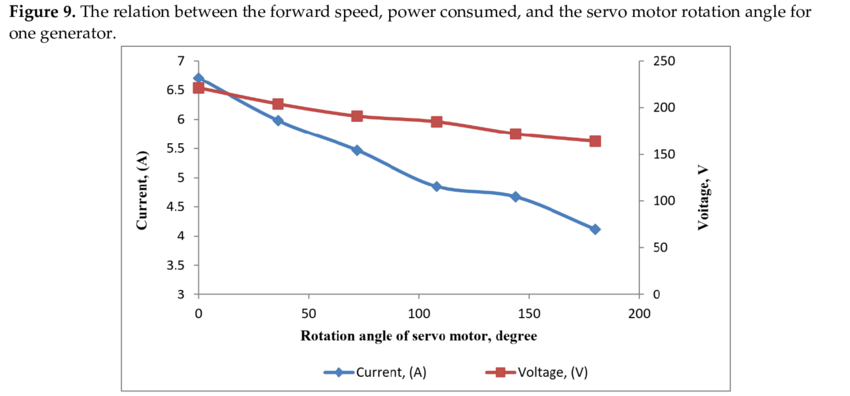 Figure 9. The relation between the forward speed, power consumed, and the servo motor rotation angle for
one generator.
7
6.5
6
5.5
5
4.5
4
3.5
3
Current, (A)
250
200
150
100
50
0
Voitage, V
0 50 100 150 200
Rotation angle of servo motor, degree
Current, (A) Voltage, (V)